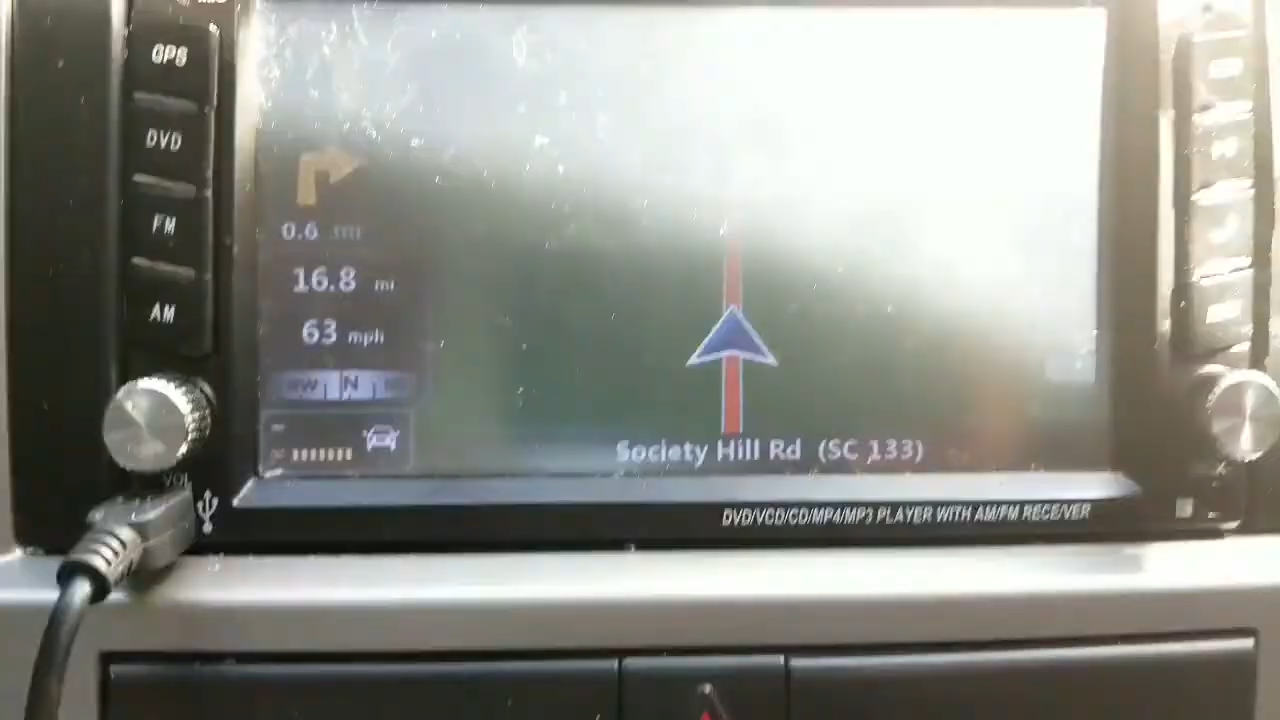 GPS
DVD
FM
AM
VOL
0.6 mi
16.8 mi
63 mph
NW N
Society Hill Rd (SC 133)
DVD/VCD/CD/MP4/MP3 PLAYER WITH AM/FM RECEIVER